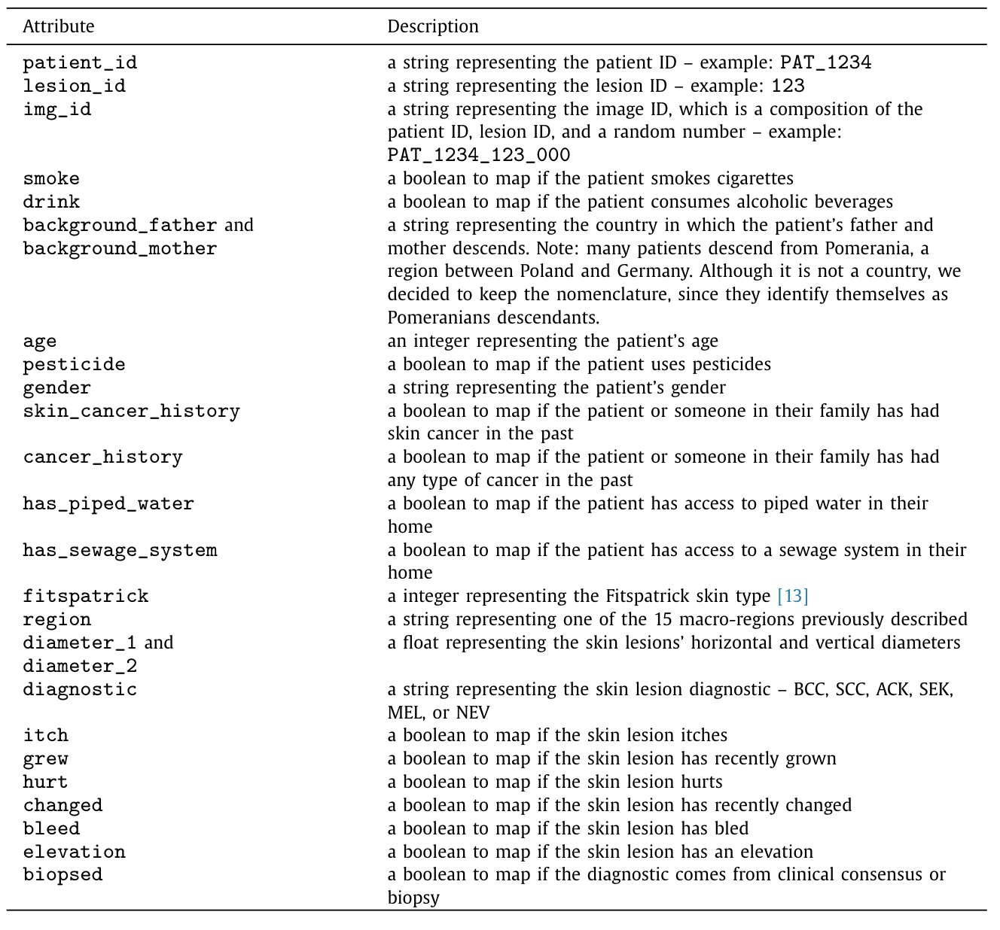 Attribute Description
patient_id a string representing the patient ID – example: PAT_1234
lesion_id a string representing the lesion ID – example: 123
img_id a string representing the image ID, which is a composition of the
patient ID, lesion ID, and a random number – example:
PAT_1234_123_000
smoke a boolean to map if the patient smokes cigarettes
drink a boolean to map if the patient consumes alcoholic beverages
background_father and a string representing the country in which the patient's father and
background_mother mother descends. Note: many patients descend from Pomerania, a
region between Poland and Germany. Although it is not a country, we
decided to keep the nomenclature, since they identify themselves as
Pomeranians descendants.
age an integer representing the patient's age
pesticide a boolean to map if the patient uses pesticides
gender a string representing the patient's gender
skin_cancer_history a boolean to map if the patient or someone in their family has had
skin cancer in the past
cancer_history a boolean to map if the patient or someone in their family has had
any type of cancer in the past
has_piped_water a boolean to map if the patient has access to piped water in their
home
has_sewage_system a boolean to map if the patient has access to a sewage system in their
home
fitspatrick a integer representing the Fitspatrick skin type [13]
region a string representing one of the 15 macro-regions previously described
diameter_1 and a float representing the skin lesions' horizontal and vertical diameters
diameter_2
diagnostic a string representing the skin lesion diagnostic – BCC, SCC, ACK, SEK,
MEL, or NEV
itch a boolean to map if the skin lesion itches
grew a boolean to map if the skin lesion has recently grown
hurt a boolean to map if the skin lesion hurts
changed a boolean to map if the skin lesion has recently changed
bleed a boolean to map if the skin lesion has bled
elevation a boolean to map if the skin lesion has an elevation
biopsed a boolean to map if the diagnostic comes from clinical consensus or
biopsy